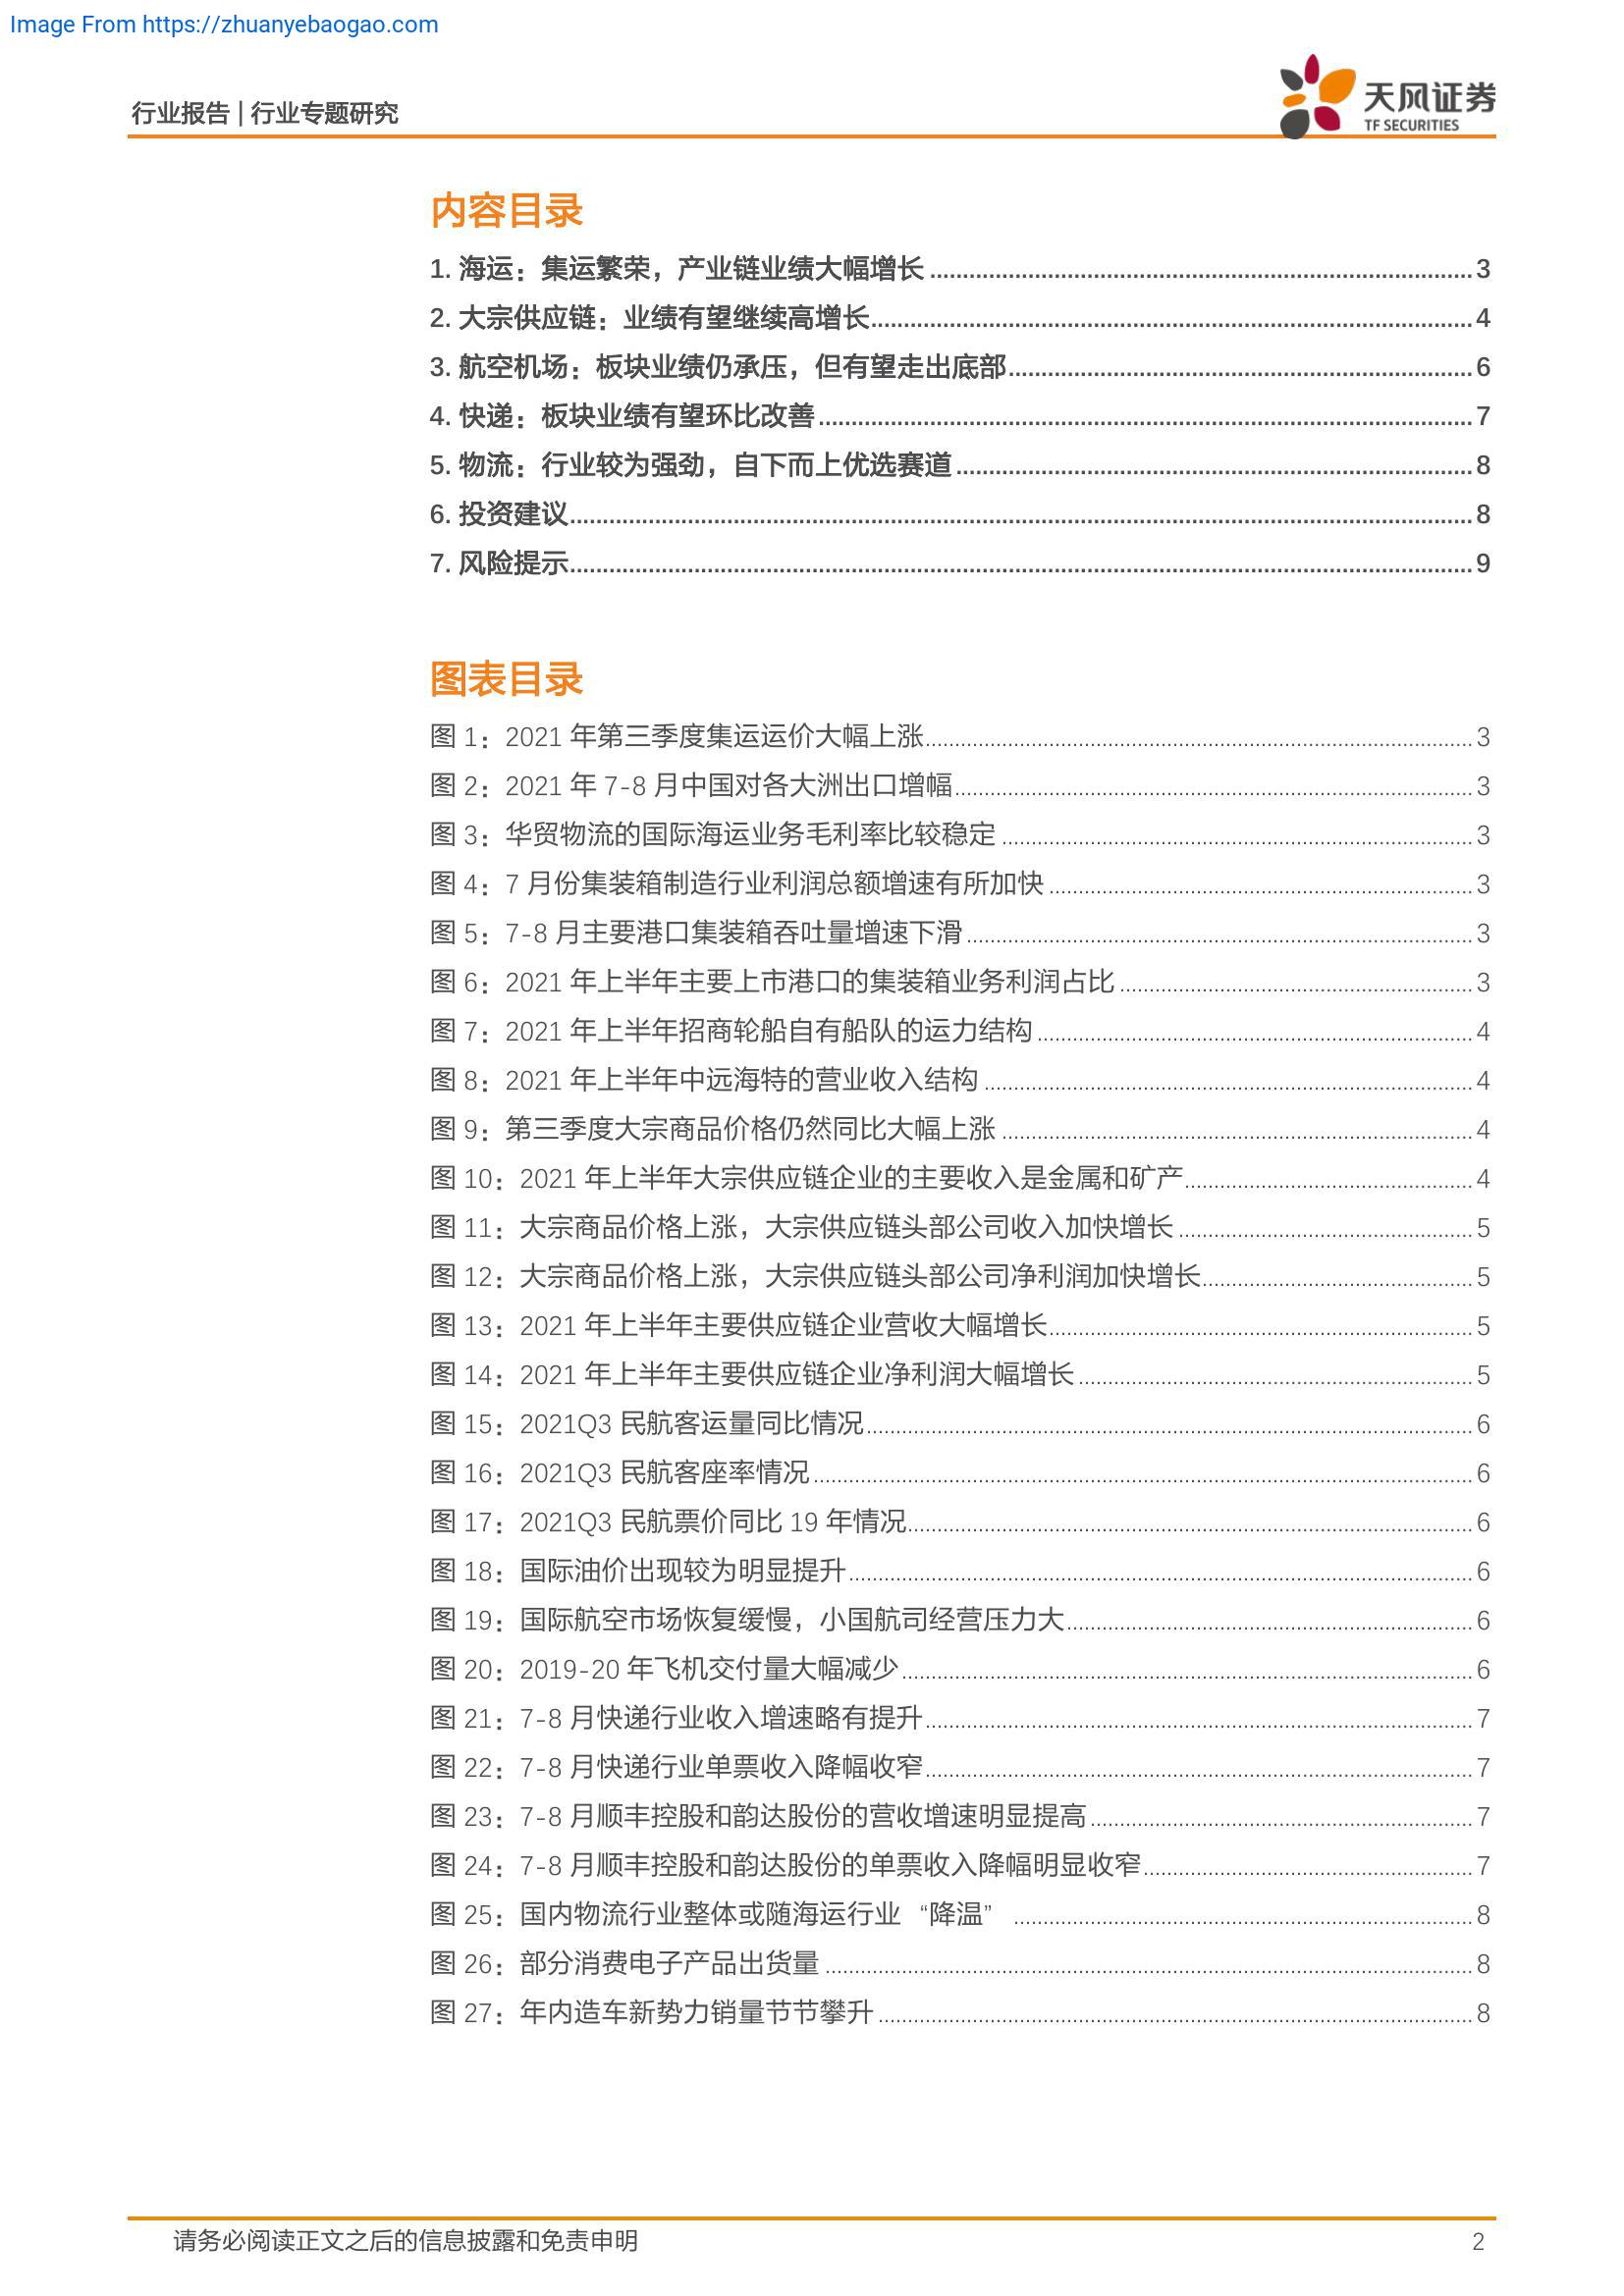 Image From https://zhuanyebaogao.com
行业报告 | 行业专题研究
天风证券
TF SECURITIES
内容目录
1. 海运：集运繁荣，产业链业绩大幅增长 3
2. 大宗供应链：业绩有望继续高增长 4
3. 航空机场：板块业绩仍承压，但有望走出底部 6
4. 快递：板块业绩有望环比改善 7
5. 物流：行业较为强劲，自下而上优选赛道 8
6. 投资建议 8
7. 风险提示 9
图表目录
图 1：2021 年第三季度集运运价大幅上涨 3
图 2：2021 年 7-8 月中国对各大洲出口增幅 3
图 3：华贸物流的国际海运业务毛利率比较稳定 3
图 4：7 月份集装箱制造行业利润总额增速有所加快 3
图 5：7-8 月主要港口集装箱吞吐量增速下滑 3
图 6：2021 年上半年主要上市港口的集装箱业务利润占比 3
图 7：2021 年上半年招商轮船自有船队的运力结构 4
图 8：2021 年上半年中远海特的营业收入结构 4
图 9：第三季度大宗商品价格仍然同比大幅上涨 4
图 10：2021 年上半年大宗供应链企业的主要收入是金属和矿产 4
图 11：大宗商品价格上涨，大宗供应链头部公司收入加快增长 5
图 12：大宗商品价格上涨，大宗供应链头部公司净利润加快增长 5
图 13：2021 年上半年主要供应链企业营收大幅增长 5
图 14：2021 年上半年主要供应链企业净利润大幅增长 5
图 15：2021Q3 民航客运量同比情况 6
图 16：2021Q3 民航客座率情况 6
图 17：2021Q3 民航票价同比 19 年情况 6
图 18：国际油价出现较为明显提升 6
图 19：国际航空市场恢复缓慢，小国航司经营压力大 6
图 20：2019-20 年飞机交付量大幅减少 6
图 21：7-8 月快递行业收入增速略有提升 7
图 22：7-8 月快递行业单票收入降幅收窄 7
图 23：7-8 月顺丰控股和韵达股份的营收增速明显提高 7
图 24：7-8 月顺丰控股和韵达股份的单票收入降幅明显收窄 7
图 25：国内物流行业整体或随海运行业 “降温” 8
图 26：部分消费电子产品出货量 8
图 27：年内造车新势力销量节节攀升 8
请务必阅读正文之后的信息披露和免责申明 2